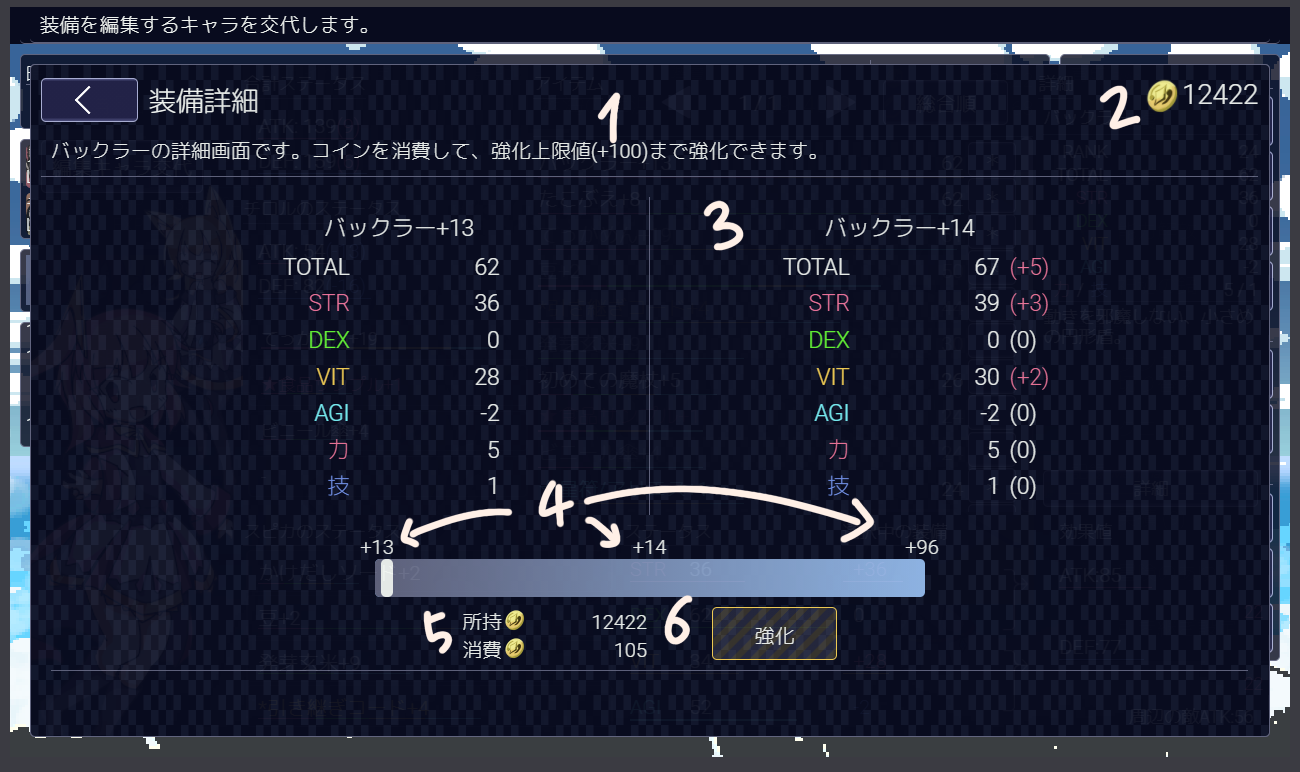 装備を編集するキャラを交代します。
装備詳細
1
2 12422
バックラーの詳細画面です。コインを消費して、強化上限値(+100)まで強化できます。
3
バックラー+13 バックラー+14
TOTAL 62 TOTAL 67 (+5)
STR 36 STR 39 (+3)
DEX 0 DEX 0 (0)
VIT 28 VIT 30 (+2)
AGI -2 AGI -2 (0)
力 5 力 5 (0)
技 1 技 1 (0)
4
+13 +14 +96
5 所持 12422
消費 105
6 強化